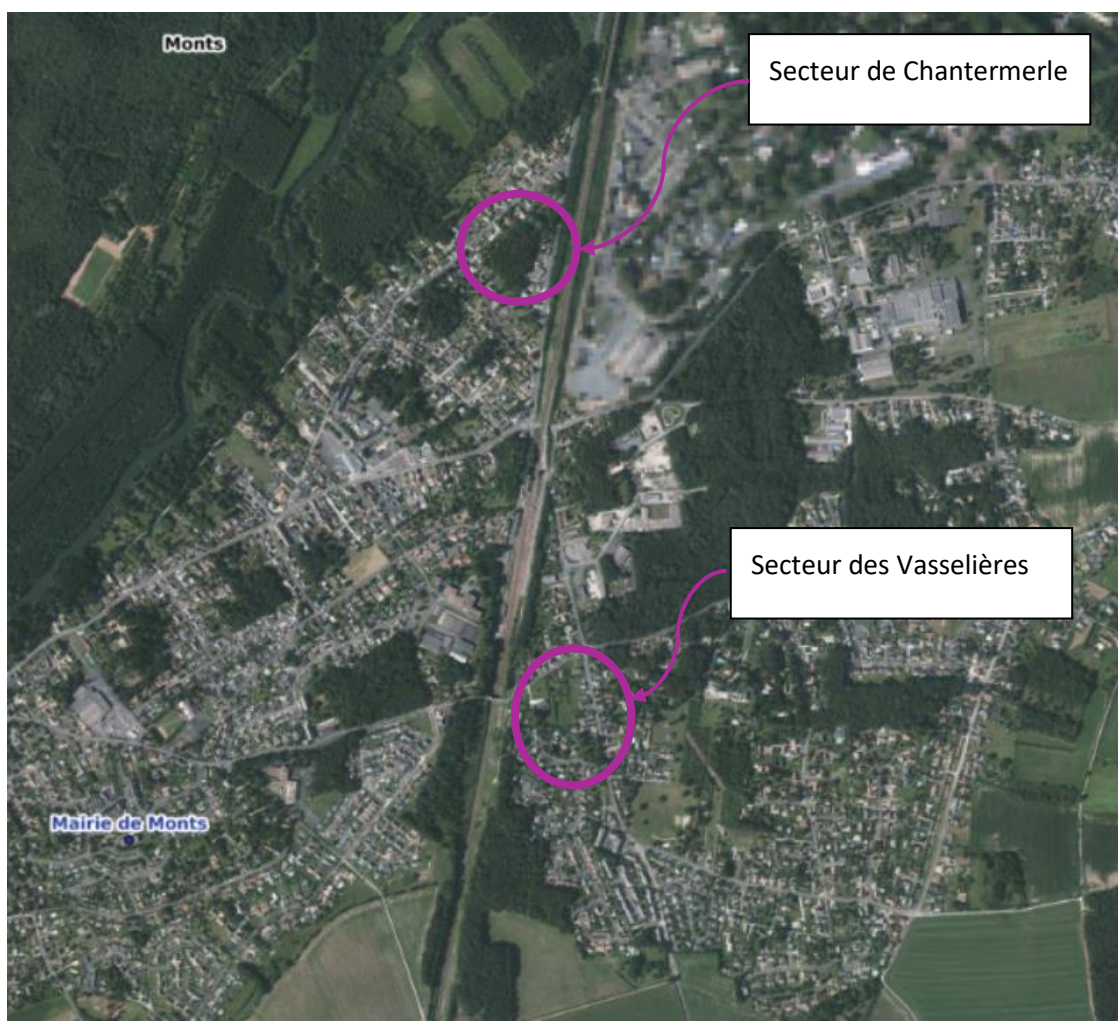 Monts
Secteur de Chantermerle
Secteur des Vasselières
Mairie de Monts